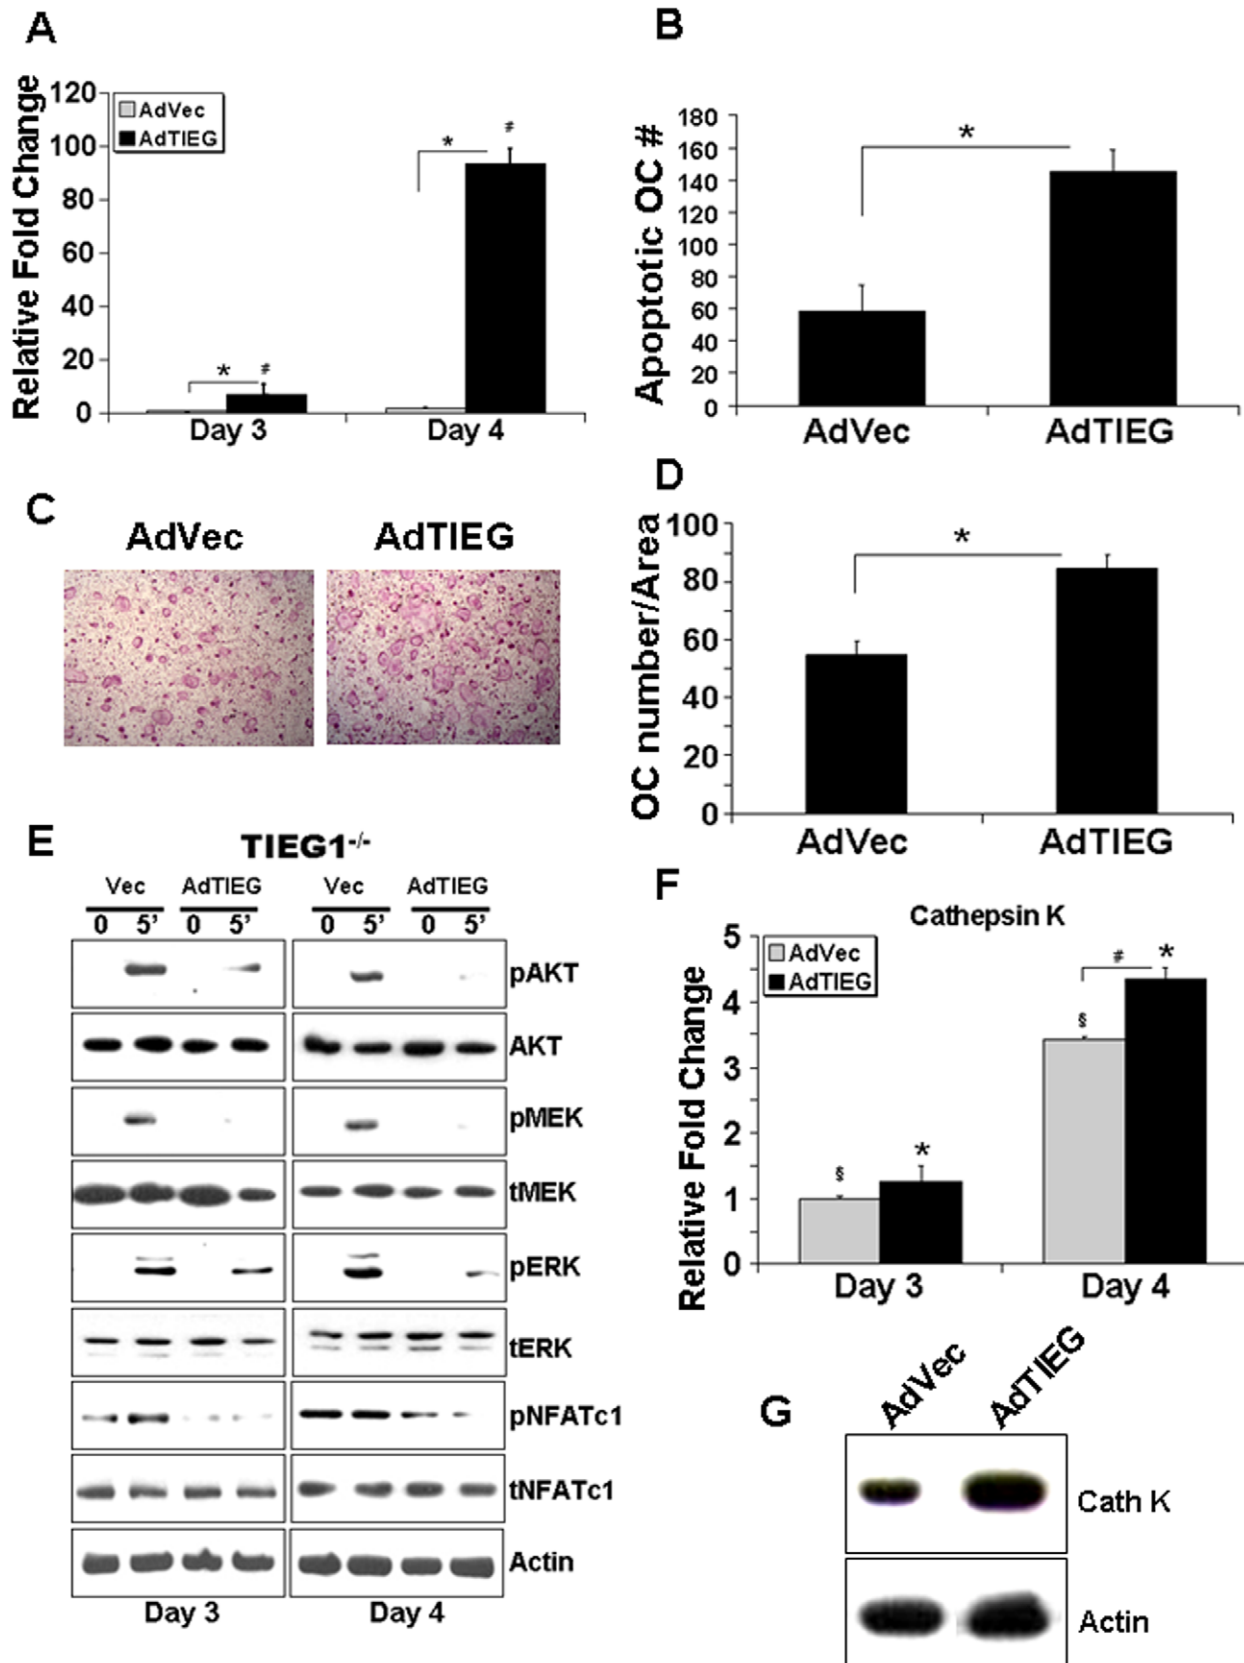 A
Relative Fold Change
120
100
80
60
40
20
0
AdVec
AdTIEG
*
#
*
#
Day 3
Day 4
B
Apoptotic OC #
180
160
140
120
100
80
60
40
20
0
*
AdVec
AdTIEG
C
AdVec
AdTIEG
D
OC number/Area
100
80
60
40
20
0
*
AdVec
AdTIEG
E
TIEG1-/-
Vec AdTIEG Vec AdTIEG
0 5’ 0 5’ 0 5’ 0 5’
pAKT
AKT
pMEK
tMEK
pERK
tERK
pNFATc1
tNFATc1
Actin
Day 3
Day 4
F
Cathepsin K
Relative Fold Change
5
4
3
2
1
0
AdVec
AdTIEG
§
*
§
#
*
Day 3
Day 4
G
AdVec
AdTIEG
Cath K
Actin